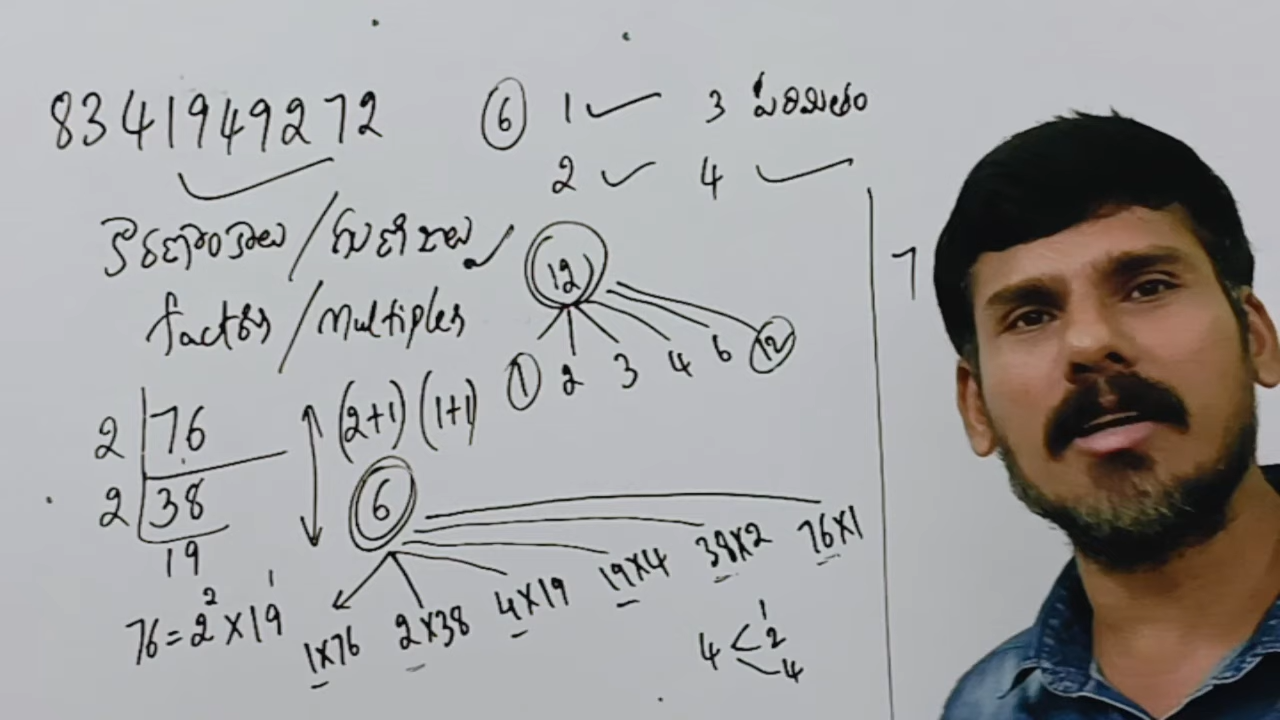 8341949272
6 1 3 పరిమితం
2 4
కారణాంకాలు / గుణిజాలు
factors / Multiples
12
1 2 3 4 6 12
7
2 | 76
2 | 38
19
76 = 2² × 19¹
(2+1) (1+1)
6
1×76 2×38 4×19 19×4 38×2 76×1
4 < 1 2 4